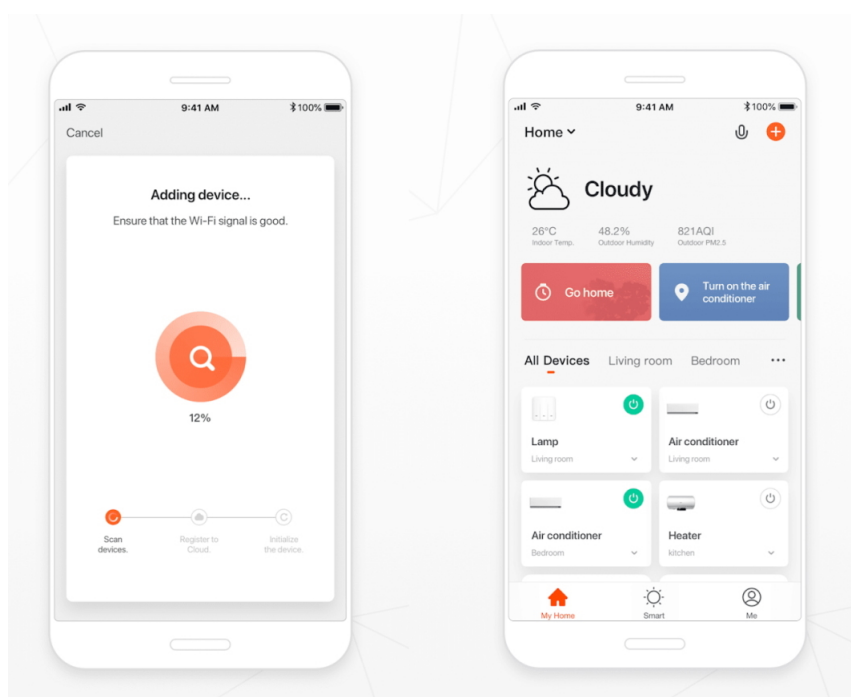 9:41 AM
100%
Cancel
Adding device...
Ensure that the Wi-Fi signal is good.
12%
Scan
devices.
Register to
Cloud.
Initialize
the device.
9:41 AM
100%
Home
Cloudy
26°C
Indoor Temp.
48.2%
Outdoor Humidity
821AQI
Outdoor PM2.5
Go home
Turn on the air
conditioner
All Devices
Living room
Bedroom
Lamp
Living room
Air conditioner
Living room
Air conditioner
Bedroom
Heater
kitchen
My Home
Smart
Me